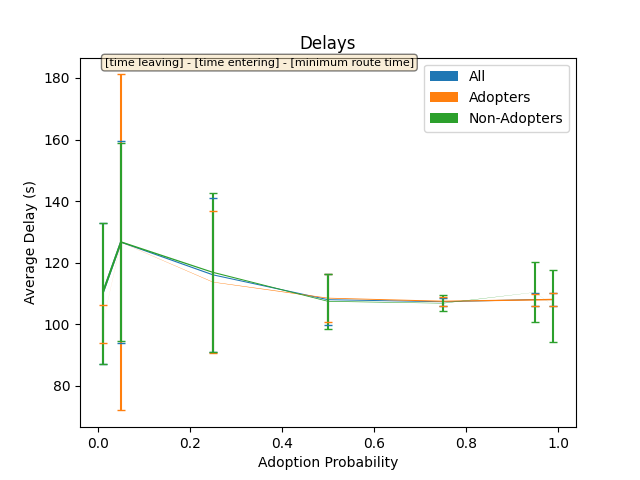 Delays
[time leaving] - [time entering] - [minimum route time]
All
Adopters
Non-Adopters
Average Delay (s)
180
160
140
120
100
80
0.0 0.2 0.4 0.6 0.8 1.0
Adoption Probability